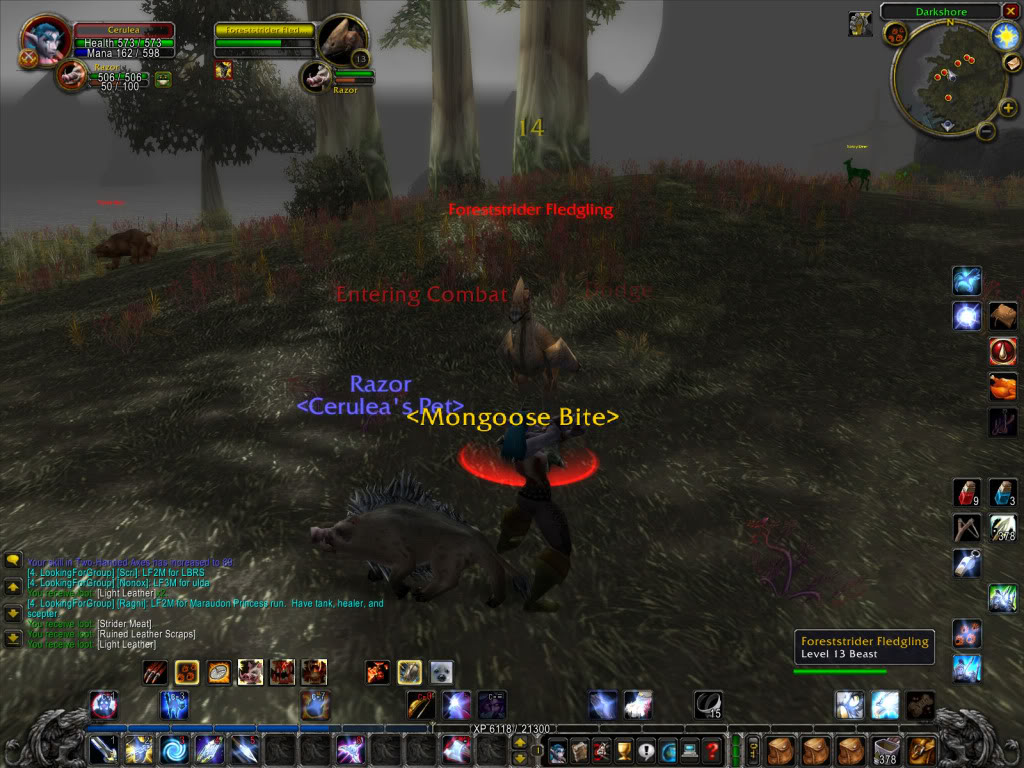 Cerulea
Health 573 / 573
Mana 162 / 598
Razor
506 / 506
50 / 100
Foreststrider Fled
13
Razor
Darkshore
N
14
Foreststrider Fledgling
Entering Combat
Razor
<Cerulea's Pet>
<Mongoose Bite>
Your skill in Two-Handed Axes has increased to 89.
[4. LookingForGroup] [Scri]: LF2M for LBRS
[4. LookingForGroup] [Nonox]: LF3M for ulda
You receive loot: [Light Leather]x2.
[4. LookingForGroup] [Ragni]: LF2M for Maraudon Princess run. Have tank, healer, and
scepter
You receive loot: [Strider Meat].
You receive loot: [Ruined Leather Scraps]
You receive loot: [Light Leather]
9
3
378
Foreststrider Fledgling
Level 13 Beast
15
XP 6118 / 21300
1
378